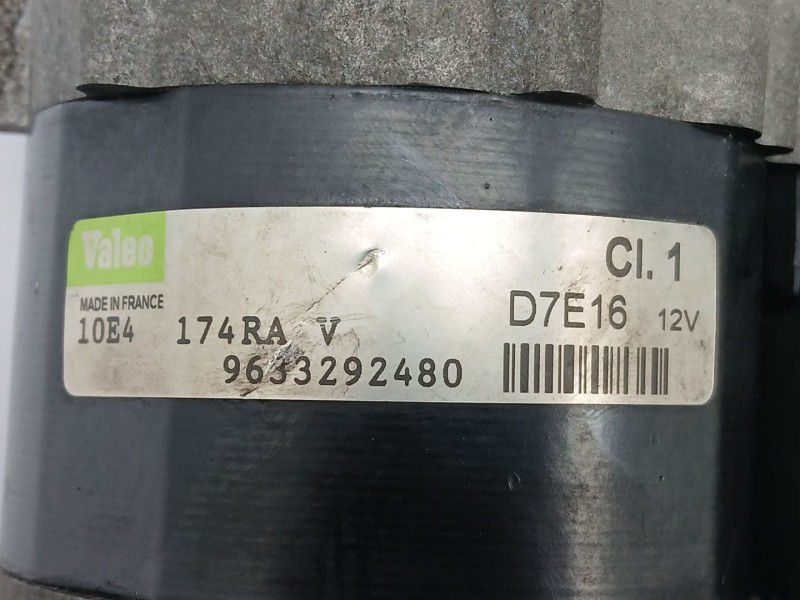 Valeo
Cl. 1
MADE IN FRANCE
D7E16 12V
10E4 174RA V
9633292480